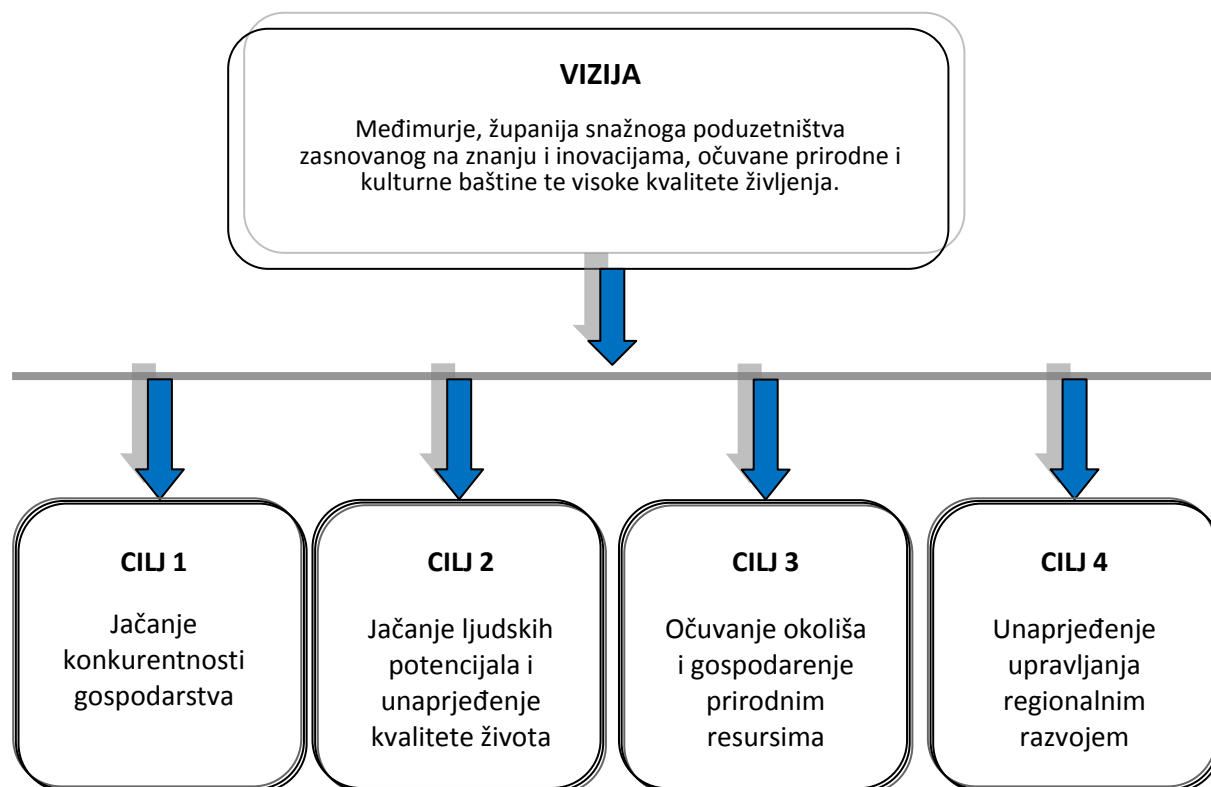 VIZIJA
Međimurje, županija snažnoga poduzetništva
zasnovanog na znanju i inovacijama, očuvane prirodne i
kulturne baštine te visoke kvalitete življenja.
CILJ 1
Jačanje
konkurentnosti
gospodarstva
CILJ 2
Jačanje ljudskih
potencijala i
unaprjeđenje
kvalitete života
CILJ 3
Očuvanje okoliša
i gospodarenje
prirodnim
resursima
CILJ 4
Unaprjeđenje
upravljanja
regionalnim
razvojem